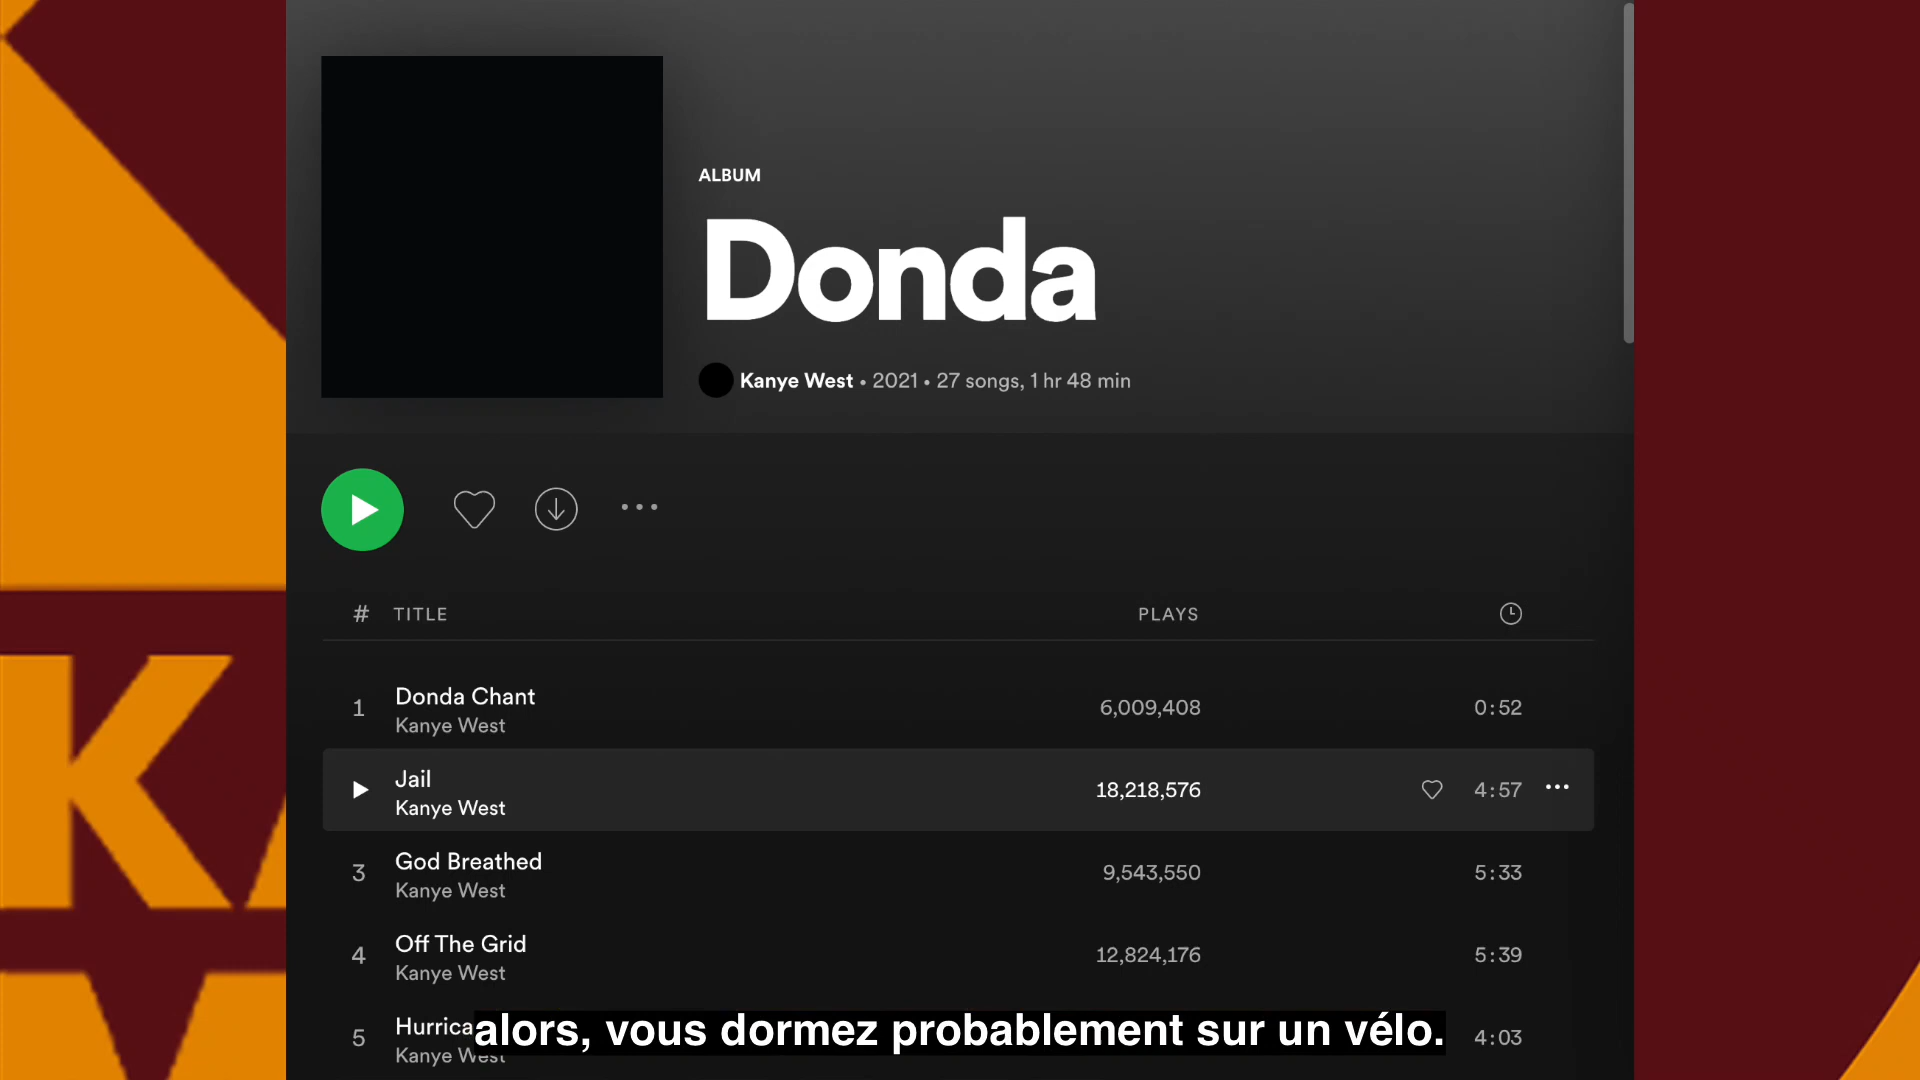 ALBUM
Donda
Kanye West • 2021 • 27 songs, 1 hr 48 min
# TITLE PLAYS
1 Donda Chant 6,009,408 0:52
Kanye West
Jail 18,218,576 4:57
Kanye West
3 God Breathed 9,543,550 5:33
Kanye West
4 Off The Grid 12,824,176 5:39
Kanye West
5 Hurrica 4:03
Kanye West
alors, vous dormez probablement sur un vélo.
K